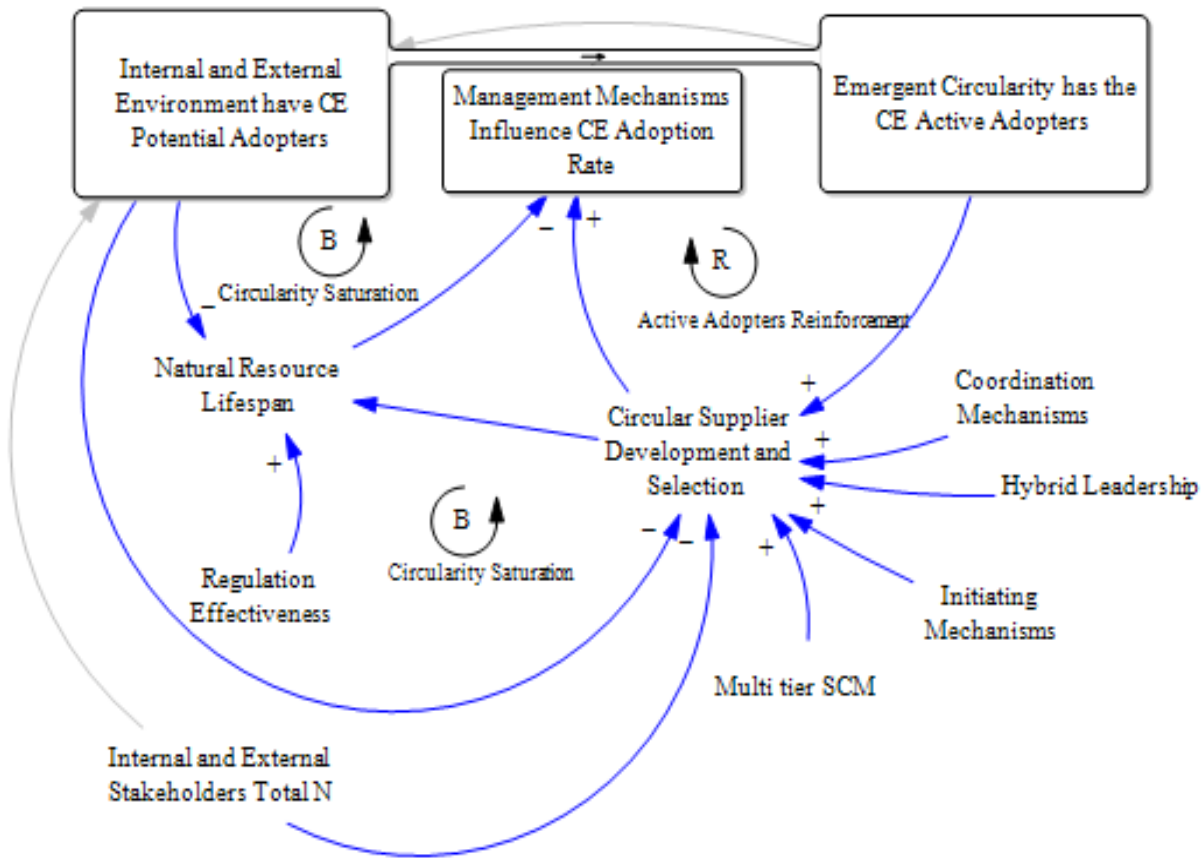 Internal and External
Environment have CE
Potential Adopters
Management Mechanisms
Influence CE Adoption
Rate
Emergent Circularity has the
CE Active Adopters
B
Circularity Saturation
–
–
+
R
Active Adopters Reinforcement
Natural Resource
Lifespan
+
Circular Supplier
Development and
Selection
+
+
+
+
–
–
Coordination
Mechanisms
Hybrid Leadership
B
Circularity Saturation
Regulation
Effectiveness
Initiating
Mechanisms
Multi tier SCM
Internal and External
Stakeholders Total N